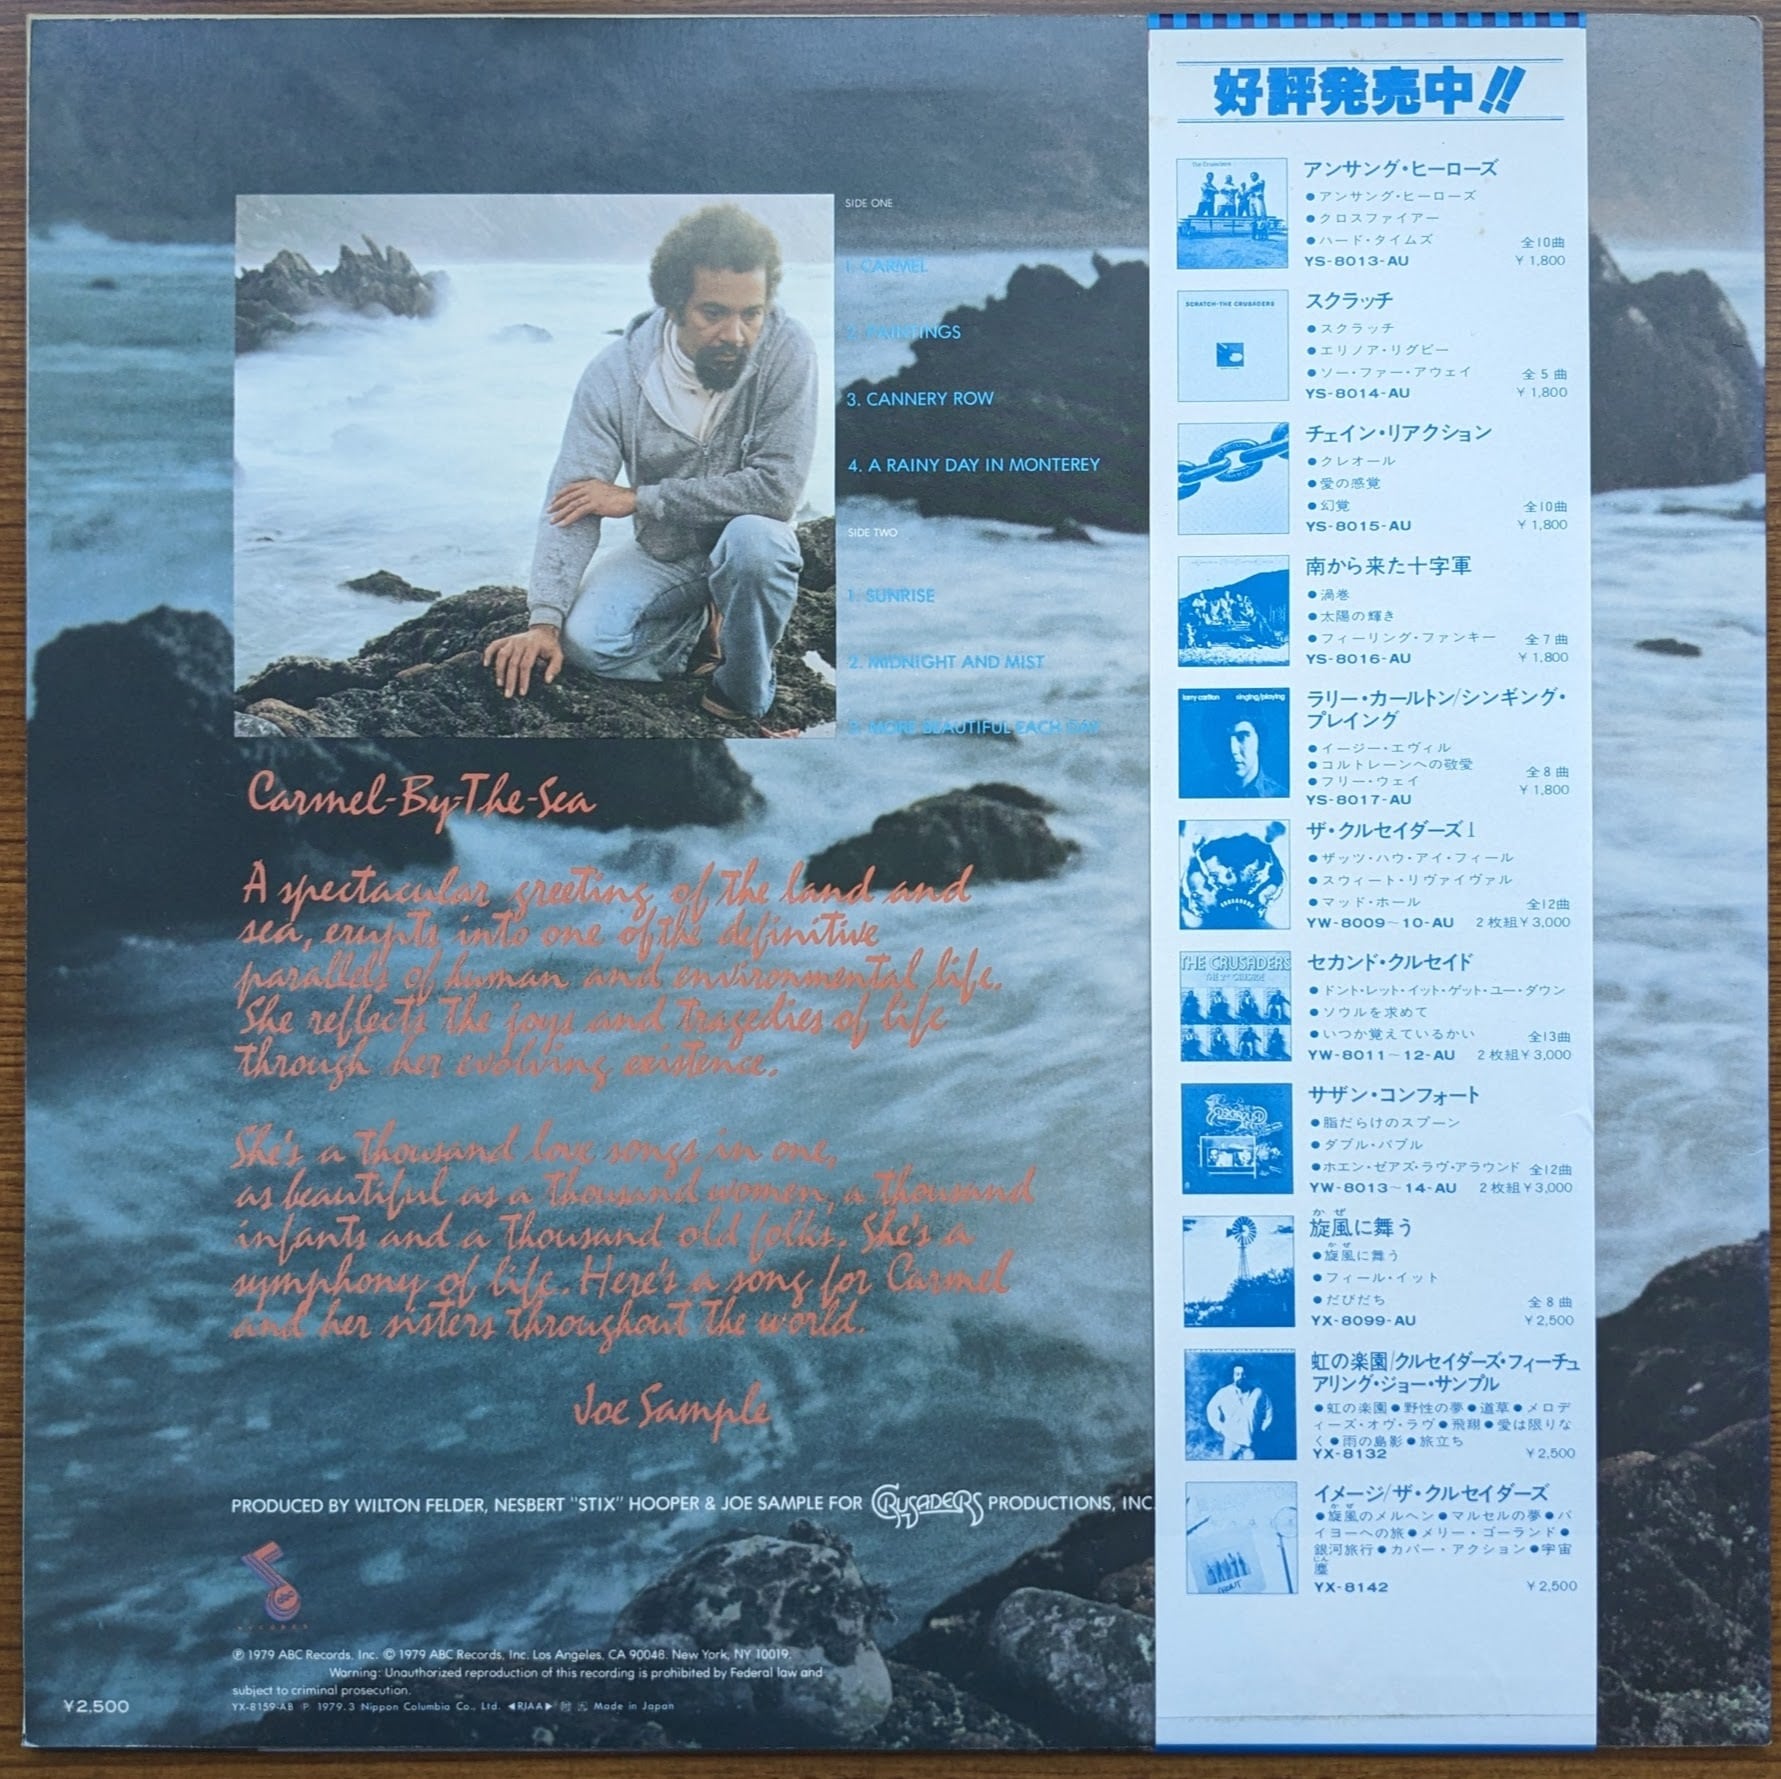 SIDE ONE
1. CARMEL
2. PAINTINGS
3. CANNERY ROW
4. A RAINY DAY IN MONTEREY
SIDE TWO
1. SUNRISE
2. MIDNIGHT AND MIST
3. MORE BEAUTIFUL EACH DAY
Carmel-By-The-Sea
A spectacular greeting of the land and
sea, erupts into one of the definitive
parallels of human and environmental life.
She reflects the joys and tragedies of life
through her evolving existence.
She's a thousand love songs in one,
as beautiful as a thousand women, a thousand
infants and a thousand old folks. She's a
symphony of life. Here's a song for Carmel
and her sisters throughout the world.
Joe Sample
PRODUCED BY WILTON FELDER, NESBERT "STIX" HOOPER & JOE SAMPLE FOR CRUSADERS PRODUCTIONS, INC.
abc
RECORDS
℗ 1979 ABC Records, Inc. © 1979 ABC Records, Inc. Los Angeles, CA 90048. New York, NY 10019.
Warning: Unauthorized reproduction of this recording is prohibited by Federal law and
subject to criminal prosecution.
YX-8159-AB P 1979.3 Nippon Columbia Co., Ltd. ◀RIAA▶ Made in Japan
¥2,500
好評発売中!!
The Crusaders
アンサング・ヒーローズ
●アンサング・ヒーローズ
●クロスファイアー
●ハード・タイムズ 全10曲
YS-8013-AU ¥1,800
SCRATCH-THE CRUSADERS
スクラッチ
●スクラッチ
●エリノア・リグビー
●ソー・ファー・アウェイ 全5曲
YS-8014-AU ¥1,800
チェイン・リアクション
●クレオール
●愛の感覚
●幻覚 全10曲
YS-8015-AU ¥1,800
南から来た十字軍
●渦巻
●太陽の輝き
●フィーリング・ファンキー 全7曲
YS-8016-AU ¥1,800
larry carlton singing/playing
ラリー・カールトン/シンギング・
プレイング
●イージー・エヴィル
●コルトレーンへの敬愛
●フリー・ウェイ 全8曲
YS-8017-AU ¥1,800
CRUSADERS 1
ザ・クルセイダーズ I
●ザッツ・ハウ・アイ・フィール
●スウィート・リヴァイヴァル
●マッド・ホール 全12曲
YW-8009~10-AU 2枚組¥3,000
THE CRUSADERS
THE 2nd CRUSADE
セカンド・クルセイド
●ドント・レット・イット・ゲット・ユー・ダウン
●ソウルを求めて
●いつか覚えているかい 全13曲
YW-8011~12-AU 2枚組¥3,000
サザン・コンフォート
●脂だらけのスプーン
●ダブル・バブル
●ホエン・ゼアズ・ラヴ・アラウンド 全12曲
YW-8013~14-AU 2枚組¥3,000
かぜ
旋風に舞う
かぜ
●旋風に舞う
●フィール・イット
●だびだち 全8曲
YX-8099-AU ¥2,500
虹の楽園/クルセイダーズ・フィーチュ
アリング・ジョー・サンプル
●虹の楽園●野性の夢●道草●メロデ
ィーズ・オヴ・ラヴ●飛翔●愛は限りな
く●雨の島影●旅立ち
YX-8132 ¥2,500
イメージ/ザ・クルセイダーズ
かぜ
●旋風のメルヘン●マルセルの夢●バ
イヨーへの旅●メリー・ゴーランド●
銀河旅行●カバー・アクション●宇宙
じん
塵
YX-8142 ¥2,500